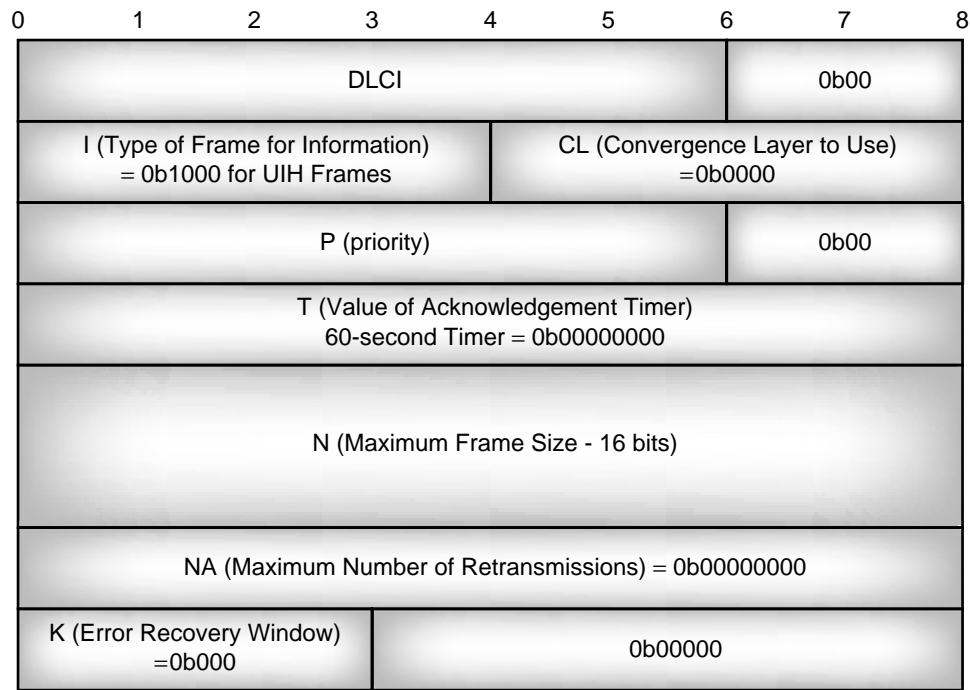 0 1 2 3 4 5 6 7 8
DLCI 0b00
I (Type of Frame for Information) CL (Convergence Layer to Use)
= 0b1000 for UIH Frames =0b0000
P (priority) 0b00
T (Value of Acknowledgement Timer)
60-second Timer = 0b00000000
N (Maximum Frame Size - 16 bits)
NA (Maximum Number of Retransmissions) = 0b00000000
K (Error Recovery Window) 0b00000
=0b000